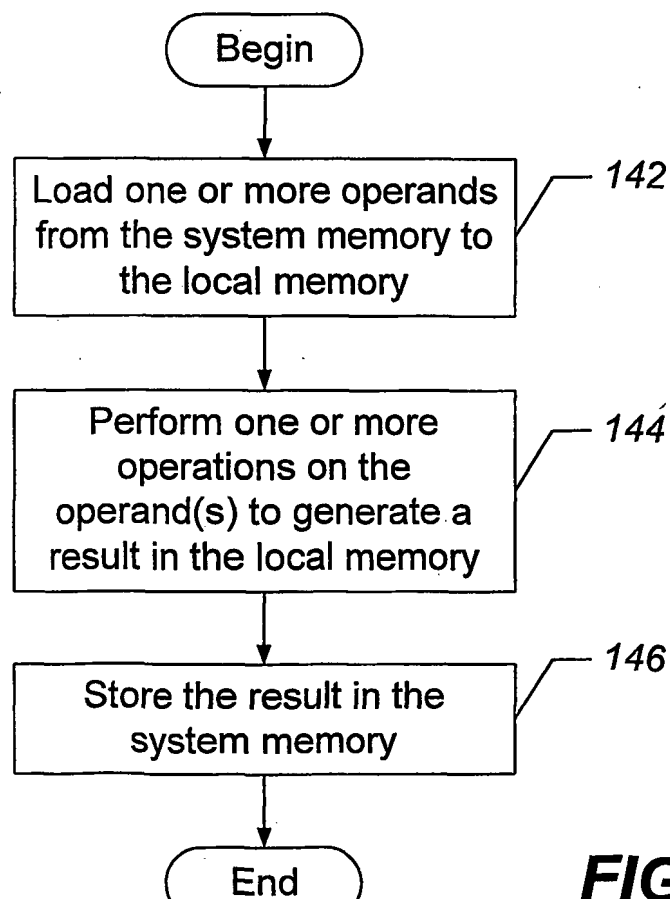 Begin
Load one or more operands
from the system memory to
the local memory
142
Perform one or more
operations on the
operand(s) to generate a
result in the local memory
144
Store the result in the
system memory
146
End
FIG